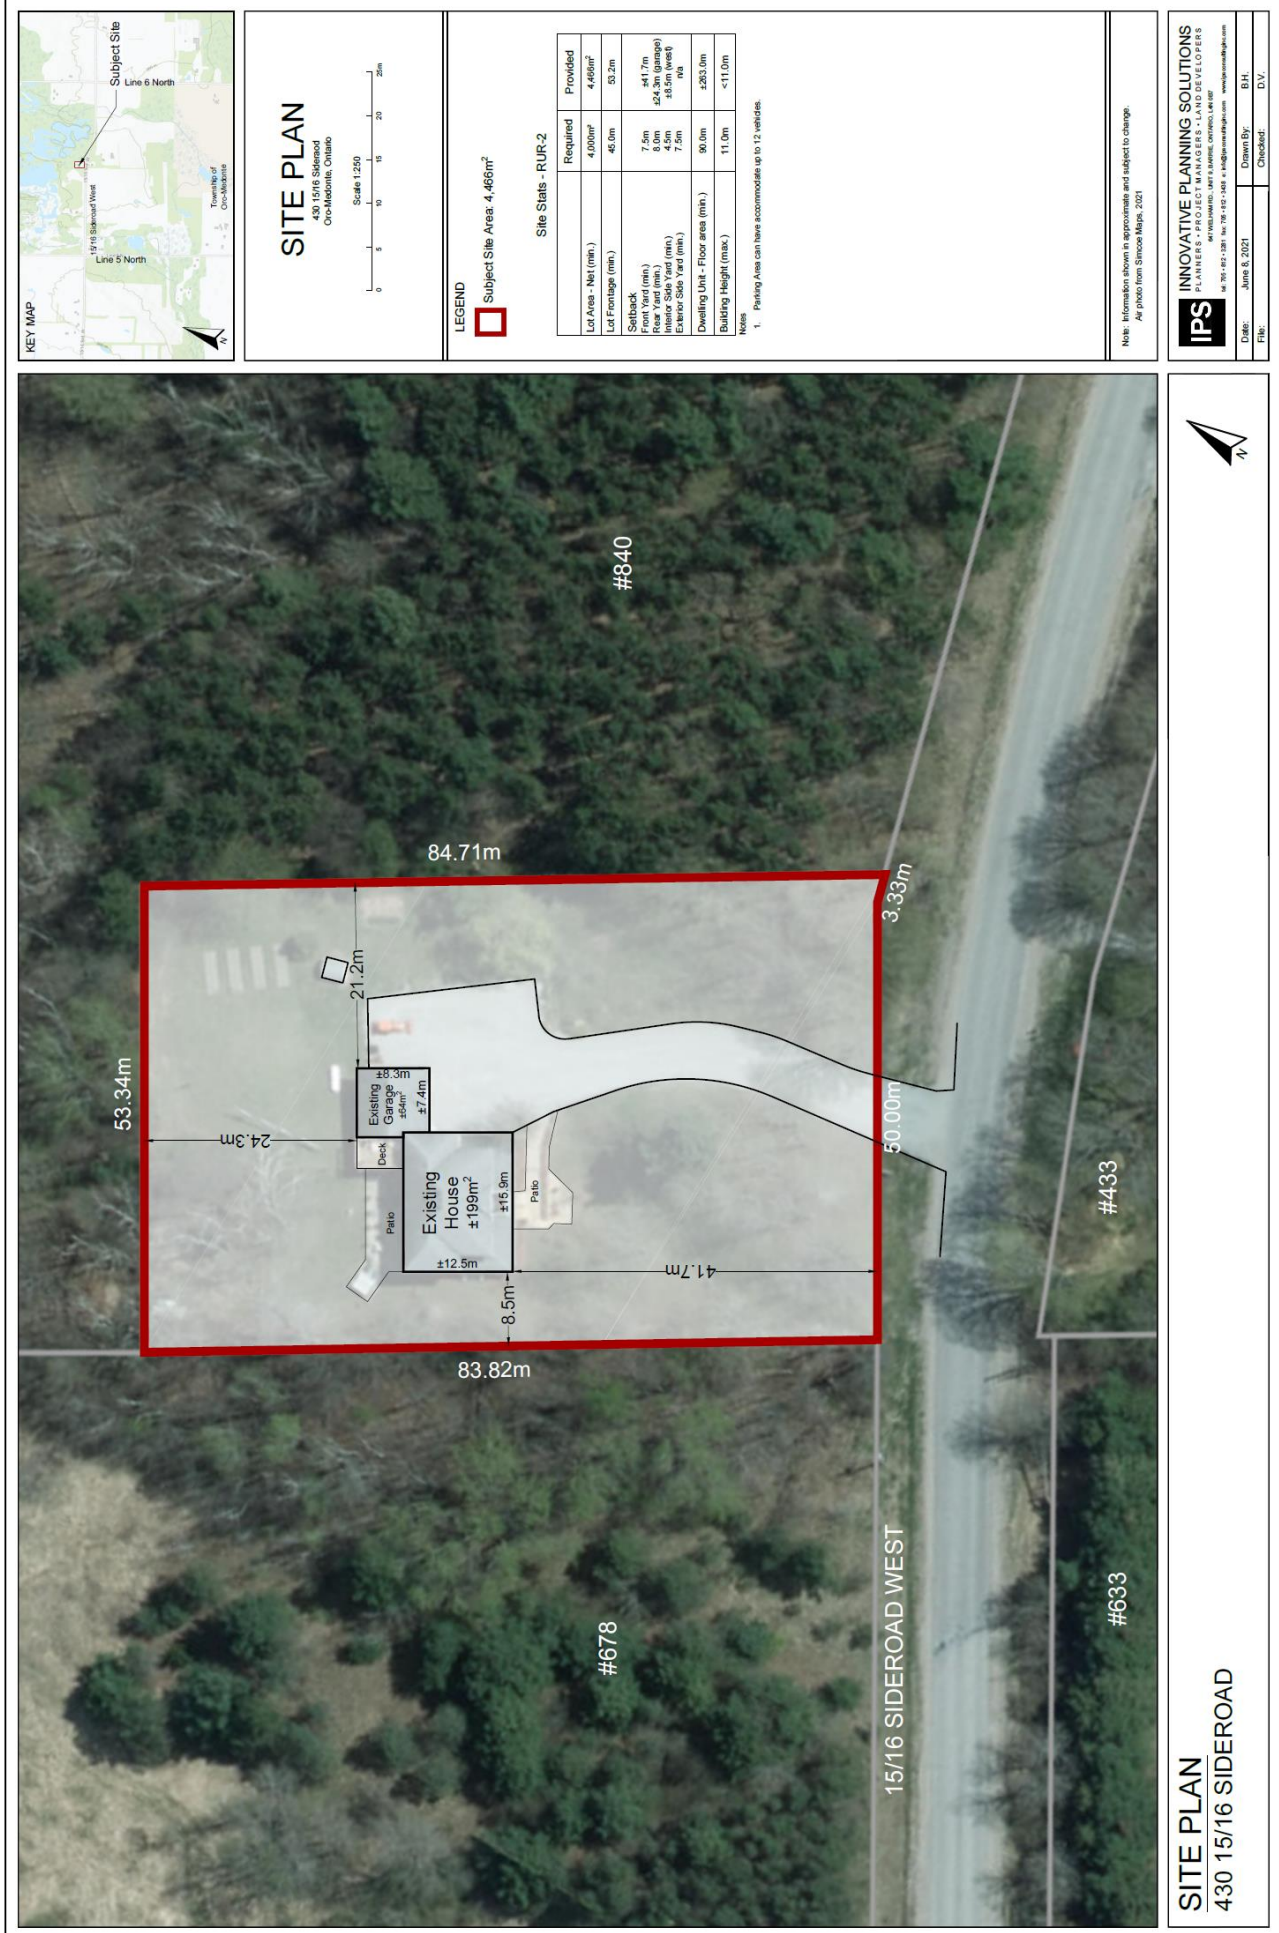 KEY MAP
Subject Site
Line 6 North
15/16 Sideroad West
Line 5 North
Township of
Oro-Medonte
N
SITE PLAN
430 15/16 Sideraod
Oro-Medonte, Ontario
Scale 1:250
0 5 10 15 20 25m
LEGEND
Subject Site Area: 4,466m²
Site Stats - RUR-2
Required Provided
Lot Area - Net (min.) 4,000m² 4,466m²
Lot Frontage (min.) 45.0m 53.2m
Setback
Front Yard (min.) 7.5m ±41.7m
Rear Yard (min.) 8.0m ±24.3m (garage)
Interior Side Yard (min.) 4.5m ±8.5m (west)
Exterior Side Yard (min.) 7.5m n/a
Dwelling Unit - Floor area (min.) 90.0m ±263.0m
Building Height (max.) 11.0m <11.0m
Notes
1. Parking Area can have accommodate up to 12 vehicles.
Note: Information shown in approximate and subject to change.
Air photo from Simcoe Maps, 2021
IPS
INNOVATIVE PLANNING SOLUTIONS
PLANNERS • PROJECT MANAGERS • LAND DEVELOPERS
Date: June 8, 2021 Drawn By: B.H.
File: Checked: D.V.
53.34m
84.71m
83.82m
3.33m
50.00m
24.3m
21.2m
8.5m
41.7m
Existing
Garage
±64m²
±8.3m
±7.4m
Deck
Patio
Existing
House
±199m²
±15.9m
±12.5m
Patio
#840
#678
#433
#633
15/16 SIDEROAD WEST
SITE PLAN
430 15/16 SIDEROAD
N